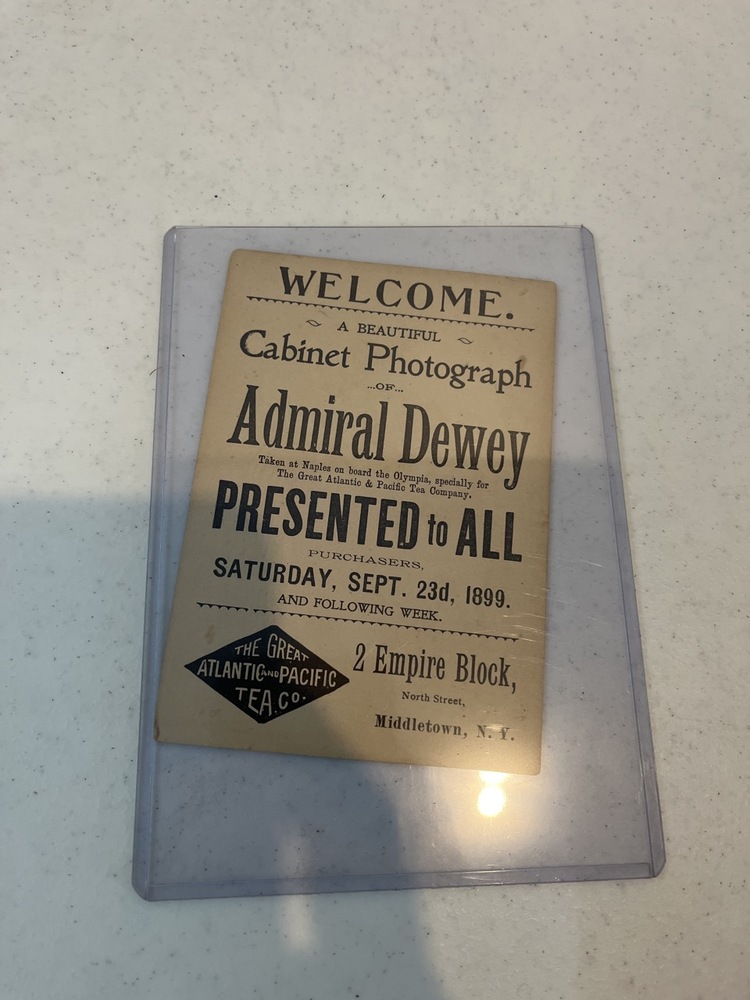 WELCOME.
A BEAUTIFUL
Cabinet Photograph
...OF...
Admiral Dewey
Taken at Naples on board the Olympia, specially for
The Great Atlantic & Pacific Tea Company.
PRESENTED to ALL
PURCHASERS,
SATURDAY, SEPT. 23d, 1899.
AND FOLLOWING WEEK.
THE GREAT
ATLANTIC AND PACIFIC
TEA CO.
2 Empire Block,
North Street,
Middletown, N. Y.